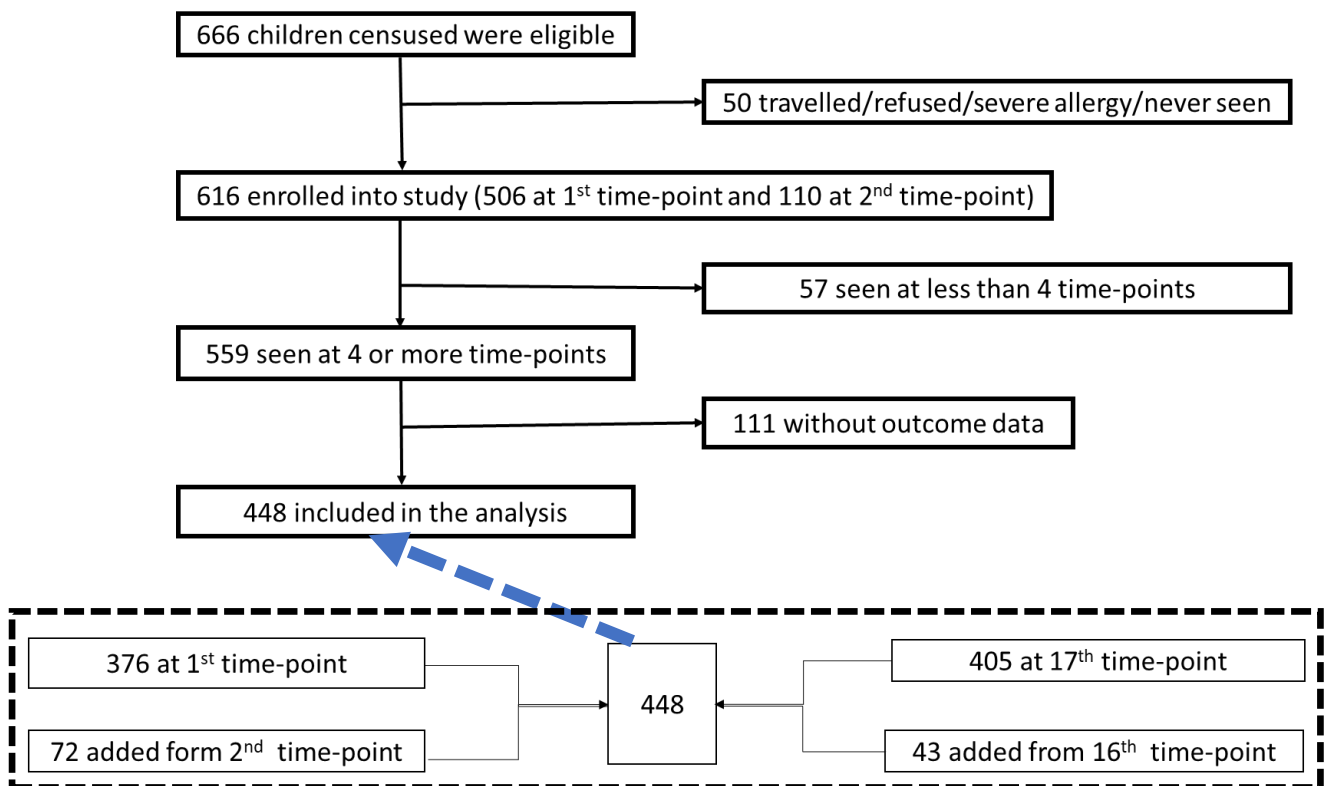 666 children censused were eligible
50 travelled/refused/severe allergy/never seen
616 enrolled into study (506 at 1st time-point and 110 at 2nd time-point)
57 seen at less than 4 time-points
559 seen at 4 or more time-points
111 without outcome data
448 included in the analysis
376 at 1st time-point
405 at 17th time-point
448
72 added form 2nd time-point
43 added from 16th time-point